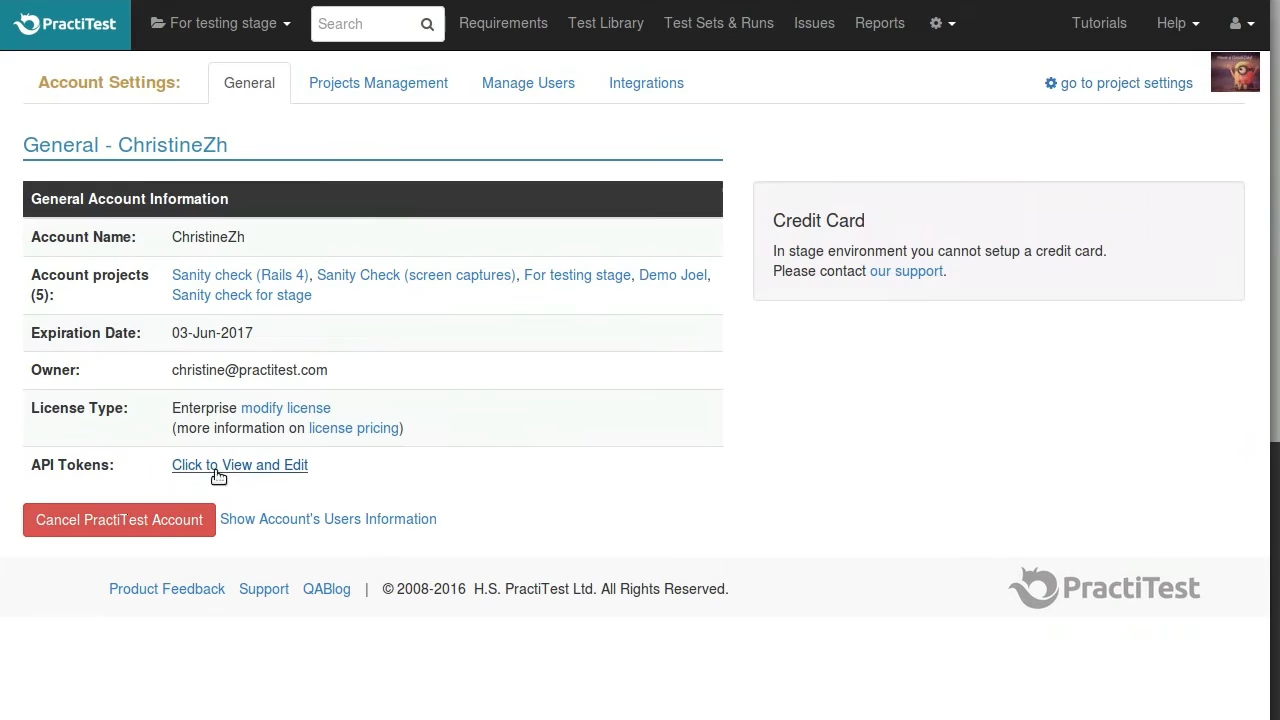 PractiTest For testing stage Search Requirements Test Library Test Sets & Runs Issues Reports Tutorials Help
Account Settings: General Projects Management Manage Users Integrations go to project settings
General - ChristineZh
General Account Information
Account Name: ChristineZh
Account projects (5): Sanity check (Rails 4), Sanity Check (screen captures), For testing stage, Demo Joel,
Sanity check for stage
Expiration Date: 03-Jun-2017
Owner: christine@practitest.com
License Type: Enterprise modify license
(more information on license pricing)
API Tokens: Click to View and Edit
Cancel PractiTest Account Show Account's Users Information
Credit Card
In stage environment you cannot setup a credit card.
Please contact our support.
Product Feedback Support QABlog | © 2008-2016 H.S. PractiTest Ltd. All Rights Reserved.
PractiTest